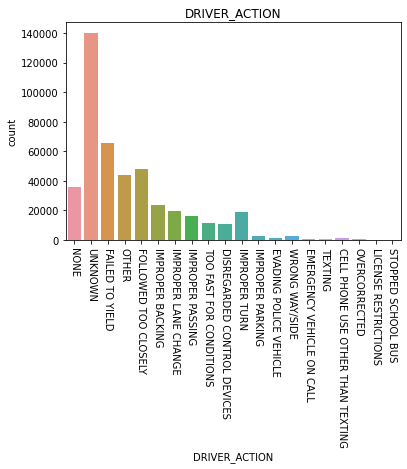 DRIVER_ACTION
140000
120000
100000
80000
60000
40000
20000
0
count
NONE
UNKNOWN
FAILED TO YIELD
OTHER
FOLLOWED TOO CLOSELY
IMPROPER BACKING
IMPROPER LANE CHANGE
IMPROPER PASSING
TOO FAST FOR CONDITIONS
DISREGARDED CONTROL DEVICES
IMPROPER TURN
IMPROPER PARKING
EVADING POLICE VEHICLE
WRONG WAY/SIDE
EMERGENCY VEHICLE ON CALL
TEXTING
CELL PHONE USE OTHER THAN TEXTING
OVERCORRECTED
LICENSE RESTRICTIONS
STOPPED SCHOOL BUS
DRIVER_ACTION